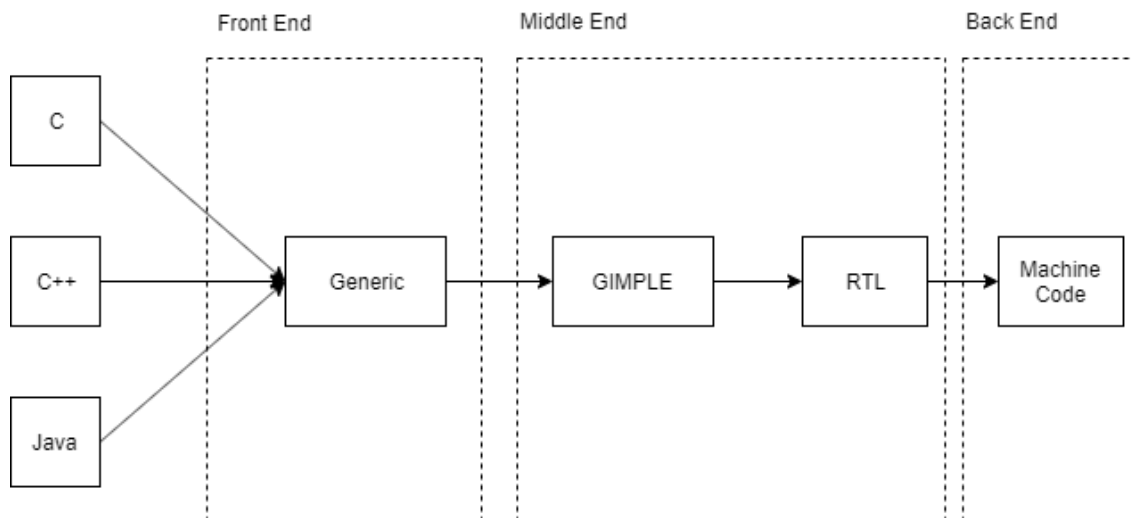 Front End
Middle End
Back End
C
C++
Generic
GIMPLE
RTL
Machine
Code
Java